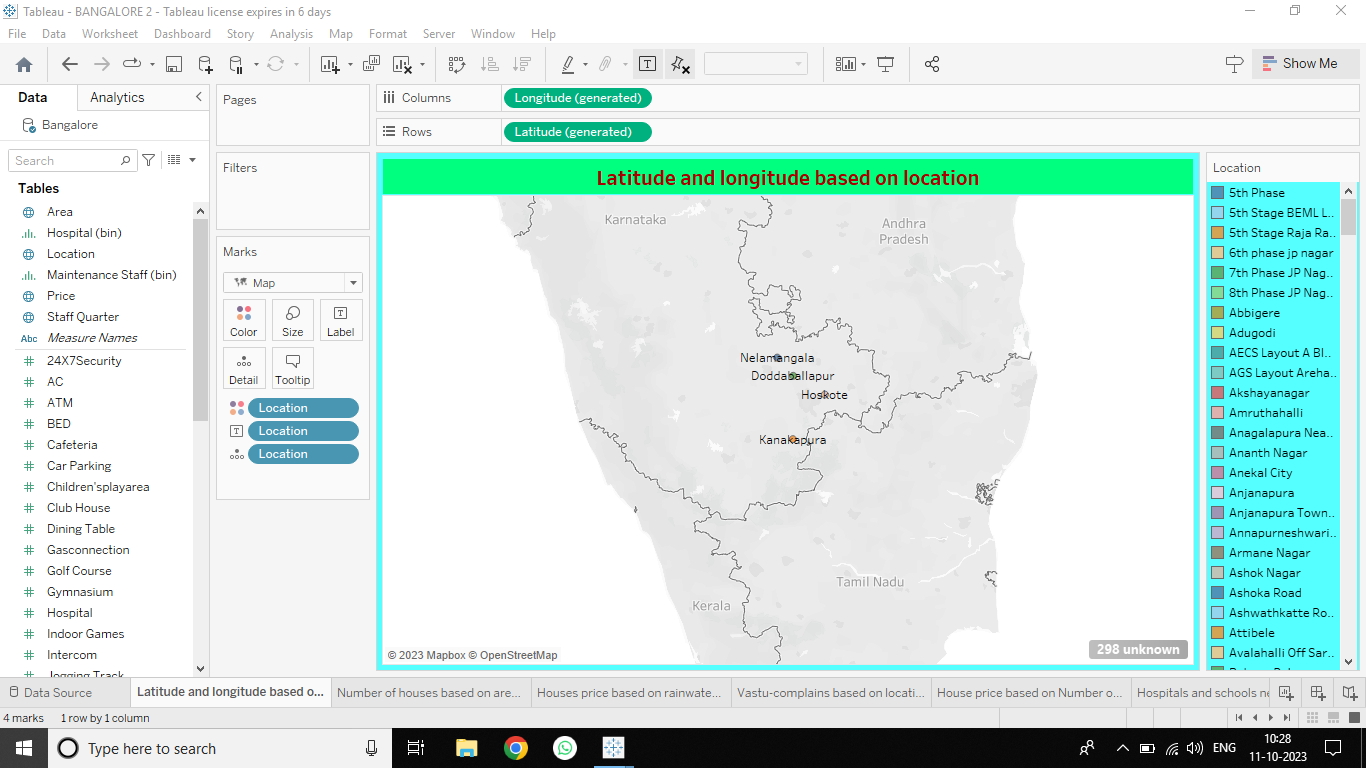 Tableau - BANGALORE 2 - Tableau license expires in 6 days
File Data Worksheet Dashboard Story Analysis Map Format Server Window Help
Show Me
Data Analytics
Bangalore
Search
Tables
Area
Hospital (bin)
Location
Maintenance Staff (bin)
Price
Staff Quarter
Abc Measure Names
24X7Security
AC
ATM
BED
Cafeteria
Car Parking
Children'splayarea
Club House
Dining Table
Gasconnection
Golf Course
Gymnasium
Hospital
Indoor Games
Intercom
Jogging Track
Pages
Filters
Marks
Map
Color Size Label
Detail Tooltip
Location
Location
Location
Columns Longitude (generated)
Rows Latitude (generated)
Latitude and longitude based on location
Karnataka
Andhra
Pradesh
Nelamangala
Doddaballapur
Hoskote
Kanakapura
Tamil Nadu
Kerala
© 2023 Mapbox © OpenStreetMap
298 unknown
Location
5th Phase
5th Stage BEML L..
5th Stage Raja Ra..
6th phase jp nagar
7th Phase JP Nag..
8th Phase JP Nag..
Abbigere
Adugodi
AECS Layout A Bl..
AGS Layout Areha..
Akshayanagar
Amruthahalli
Anagalapura Nea..
Ananth Nagar
Anekal City
Anjanapura
Anjanapura Town..
Annapurneshwari..
Armane Nagar
Ashok Nagar
Ashoka Road
Ashwathkatte Ro..
Attibele
Avalahalli Off Sar..
Data Source Latitude and longitude based o... Number of houses based on are... Houses price based on rainwate... Vastu-complains based on locati... House price based on Number o... Hospitals and schools ne
4 marks 1 row by 1 column
Type here to search
ENG
10:28
11-10-2023